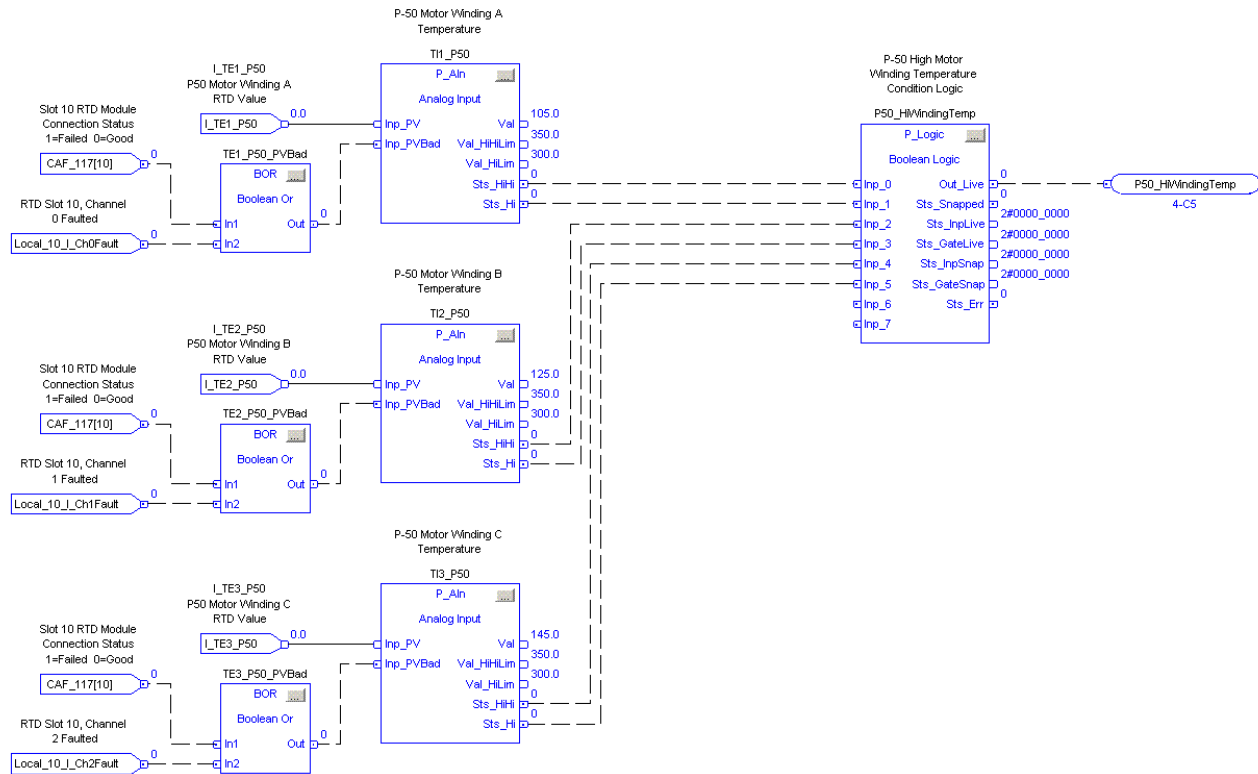 P-50 Motor Winding A
Temperature
TI1_P50
P_AIn
...
Analog Input
I_TE1_P50
P50 Motor Winding A
RTD Value
0.0
I_TE1_P50
Inp_PV
Inp_PVBad
Val
105.0
Val_HiHiLim
350.0
Val_HiLim
300.0
Sts_HiHi
0
Sts_Hi
0
Slot 10 RTD Module
Connection Status
1=Failed 0=Good
CAF_117[10]
0
RTD Slot 10, Channel
0 Faulted
Local_10_I_Ch0Fault
0
TE1_P50_PVBad
BOR
...
Boolean Or
In1
In2
Out
0
P-50 Motor Winding B
Temperature
TI2_P50
P_AIn
...
Analog Input
I_TE2_P50
P50 Motor Winding B
RTD Value
0.0
I_TE2_P50
Inp_PV
Inp_PVBad
Val
125.0
Val_HiHiLim
350.0
Val_HiLim
300.0
Sts_HiHi
0
Sts_Hi
0
Slot 10 RTD Module
Connection Status
1=Failed 0=Good
CAF_117[10]
0
RTD Slot 10, Channel
1 Faulted
Local_10_I_Ch1Fault
0
TE2_P50_PVBad
BOR
...
Boolean Or
In1
In2
Out
0
P-50 Motor Winding C
Temperature
TI3_P50
P_AIn
...
Analog Input
I_TE3_P50
P50 Motor Winding C
RTD Value
0.0
I_TE3_P50
Inp_PV
Inp_PVBad
Val
145.0
Val_HiHiLim
350.0
Val_HiLim
300.0
Sts_HiHi
0
Sts_Hi
0
Slot 10 RTD Module
Connection Status
1=Failed 0=Good
CAF_117[10]
0
RTD Slot 10, Channel
2 Faulted
Local_10_I_Ch2Fault
0
TE3_P50_PVBad
BOR
...
Boolean Or
In1
In2
Out
0
P-50 High Motor
Winding Temperature
Condition Logic
P50_HiWindingTemp
P_Logic
...
Boolean Logic
Inp_0
Inp_1
Inp_2
Inp_3
Inp_4
Inp_5
Inp_6
Inp_7
Out_Live
0
Sts_Snapped
0
Sts_InpLive
2#0000_0000
Sts_GateLive
2#0000_0000
Sts_InpSnap
2#0000_0000
Sts_GateSnap
2#0000_0000
Sts_Err
0
P50_HiWindingTemp
4-C5